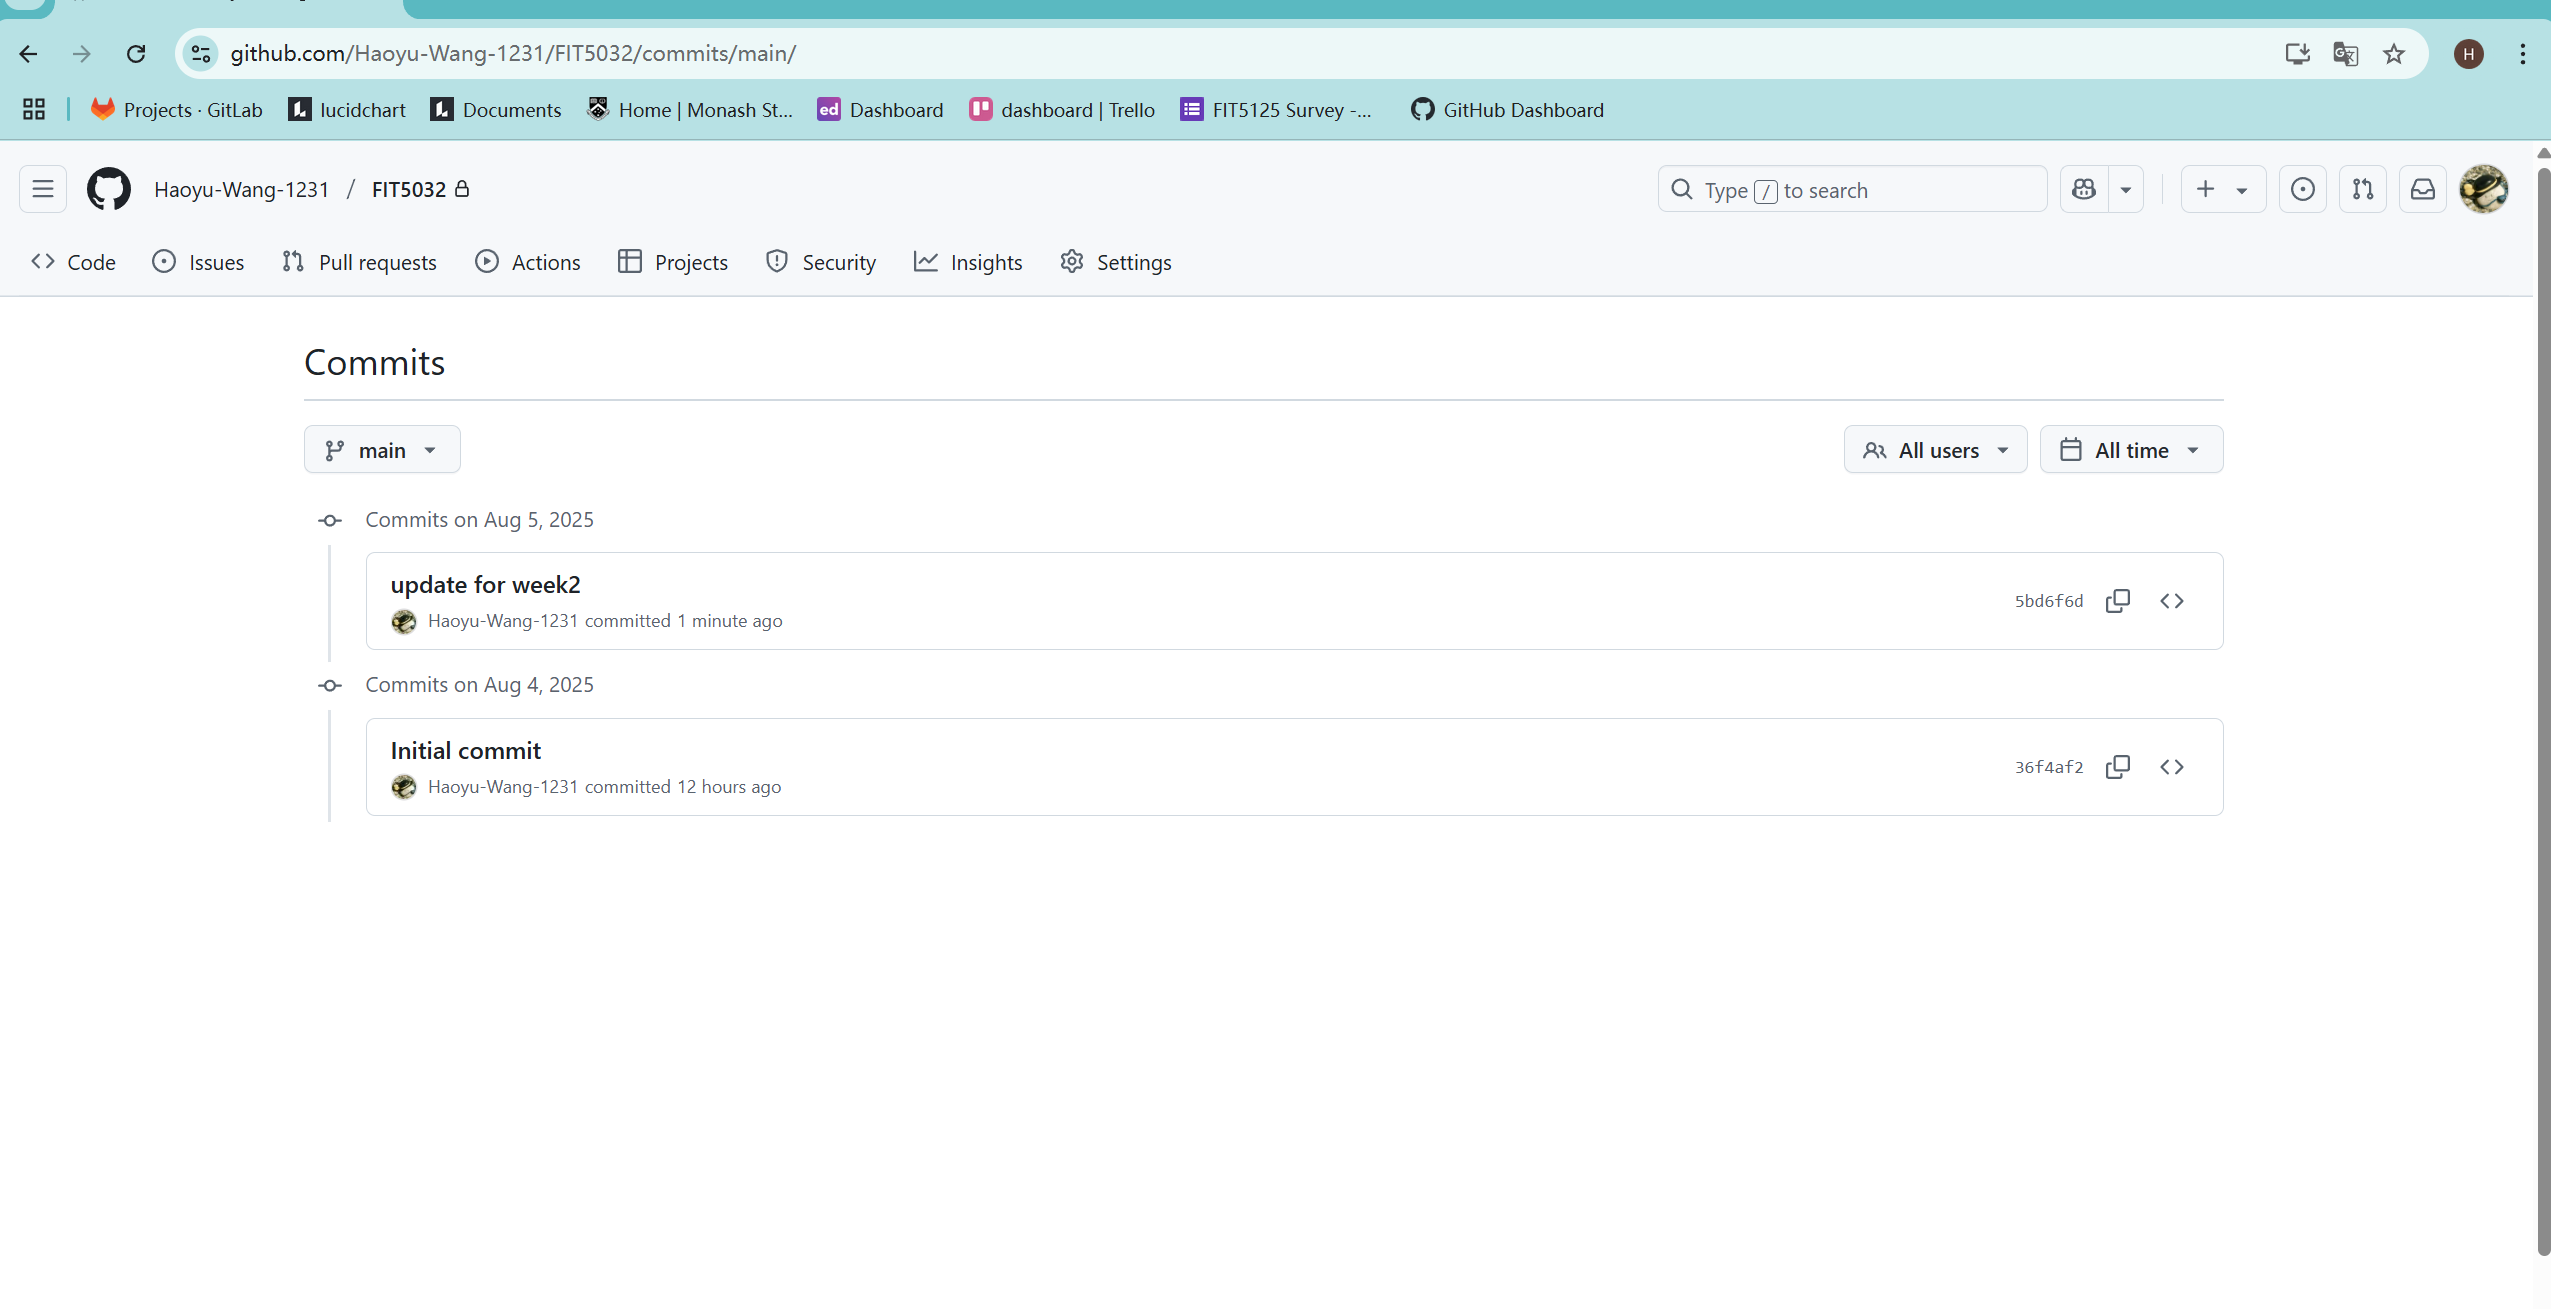 github.com/Haoyu-Wang-1231/FIT5032/commits/main/
H
Projects · GitLab
lucidchart
Documents
Home | Monash St...
ed Dashboard
dashboard | Trello
FIT5125 Survey -...
GitHub Dashboard
Haoyu-Wang-1231 / FIT5032
Type / to search
Code
Issues
Pull requests
Actions
Projects
Security
Insights
Settings
Commits
main
All users
All time
Commits on Aug 5, 2025
update for week2
Haoyu-Wang-1231 committed 1 minute ago
5bd6f6d
Commits on Aug 4, 2025
Initial commit
Haoyu-Wang-1231 committed 12 hours ago
36f4af2